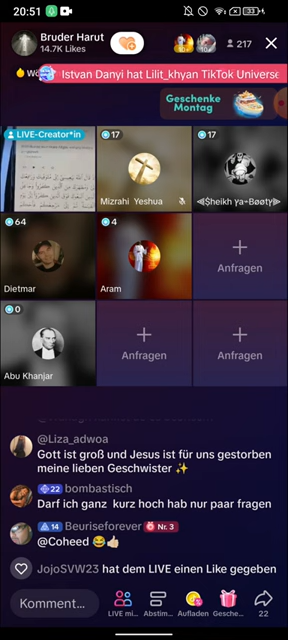 20:51
Bruder Harut
14.7K Likes
217
10
10
Istvan Danyi hat Lilit_khyan TikTok Universe
Geschenke
Montag
LIVE-Creator*in
17
Mizrahi Yeshua
17
64
Dietmar
4
Aram
Anfragen
0
Abu Khanjar
Anfragen
Anfragen
@Liza_adwoa
Gott ist groß und Jesus ist für uns gestorben
meine lieben Geschwister ✨
22 bombastisch
Darf ich ganz kurz hoch hab nur paar fragen
14 Beuriseforever Nr. 3
@Coheed 😂👍🏼
JojoSVW23 hat dem LIVE einen Like gegeben
Komment...
LIVE mi...
Abstim...
Aufladen
Gesche...
22